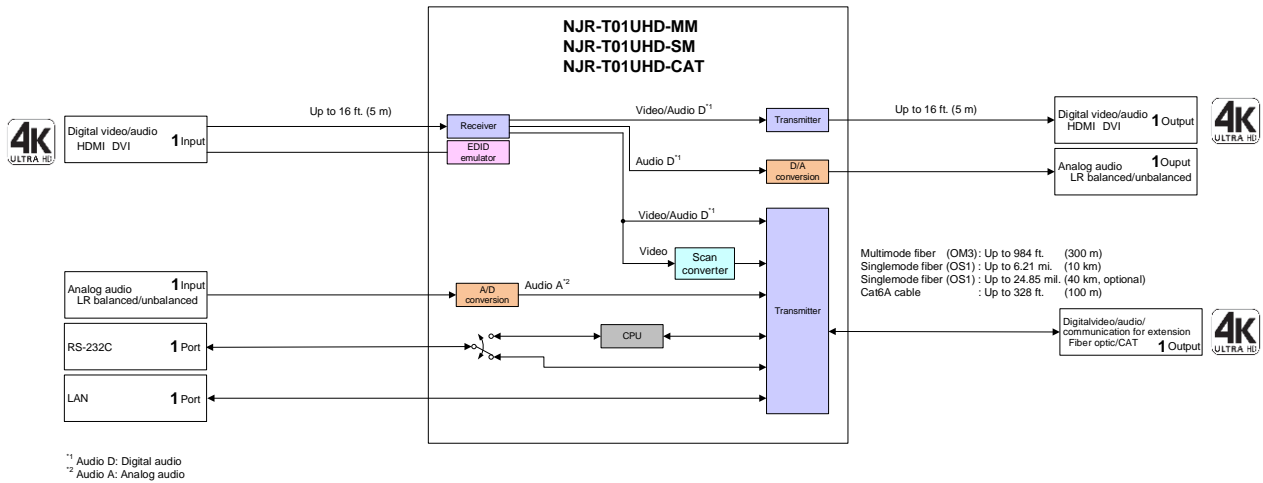 NJR-T01UHD-MM
NJR-T01UHD-SM
NJR-T01UHD-CAT
4K
ULTRA HD
Digital video/audio
HDMI DVI 1 Input
Up to 16 ft. (5 m)
Receiver
EDID
emulator
Video/Audio D*1
Transmitter
Up to 16 ft. (5 m)
Digital video/audio
HDMI DVI 1 Output
4K
ULTRA HD
Audio D*1
D/A
conversion
Analog audio 1 Ouput
LR balanced/unbalanced
Video/Audio D*1
Video
Scan
converter
Transmitter
Multimode fiber (OM3) : Up to 984 ft. (300 m)
Singlemode fiber (OS1) : Up to 6.21 mi. (10 km)
Singlemode fiber (OS1) : Up to 24.85 mil. (40 km, optional)
Cat6A cable : Up to 328 ft. (100 m)
Analog audio 1 Input
LR balanced/unbalanced
A/D
conversion
Audio A*2
CPU
RS-232C 1 Port
LAN 1 Port
Digitalvideo/audio/
communication for extension
Fiber optic/CAT 1 Output
4K
ULTRA HD
*1 Audio D: Digital audio
*2 Audio A: Analog audio